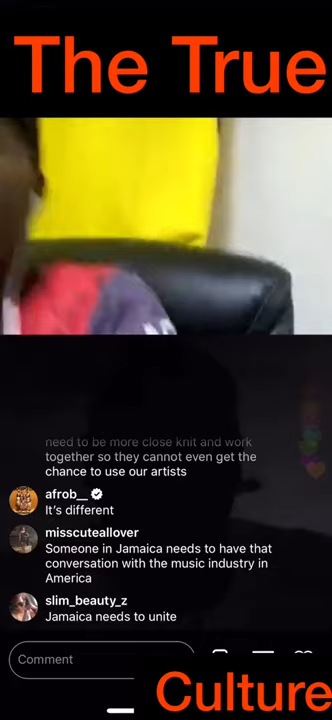 The True
need to be more close knit and work
together so they cannot even get the
chance to use our artists
afrob__
It's different
misscuteallover
Someone in Jamaica needs to have that
conversation with the music industry in
America
slim_beauty_z
Jamaica needs to unite
Comment
Culture